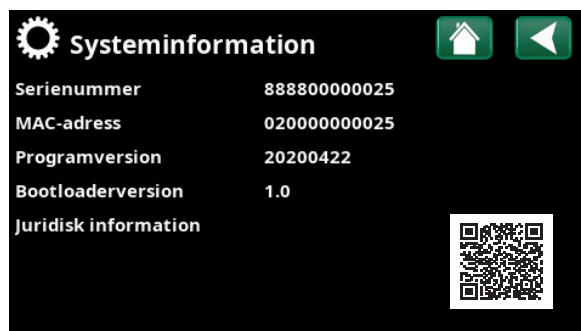 Systeminformation
Serienummer 888800000025
MAC-adress 020000000025
Programversion 20200422
Bootloaderversion 1.0
Juridisk information